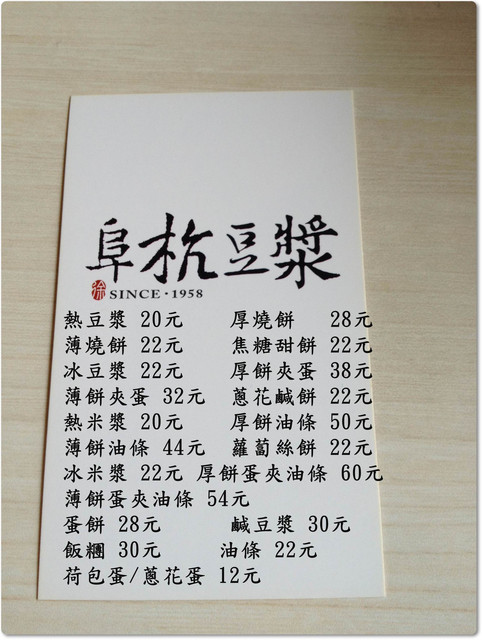 阜杭豆漿
徐 SINCE·1958
熱豆漿 20元 厚燒餅 28元
薄燒餅 22元 焦糖甜餅 22元
冰豆漿 22元 厚餅夾蛋 38元
薄餅夾蛋 32元 蔥花鹹餅 22元
熱米漿 20元 厚餅油條 50元
薄餅油條 44元 蘿蔔絲餅 22元
冰米漿 22元 厚餅蛋夾油條 60元
薄餅蛋夾油條 54元
蛋餅 28元 鹹豆漿 30元
飯糰 30元 油條 22元
荷包蛋/蔥花蛋 12元